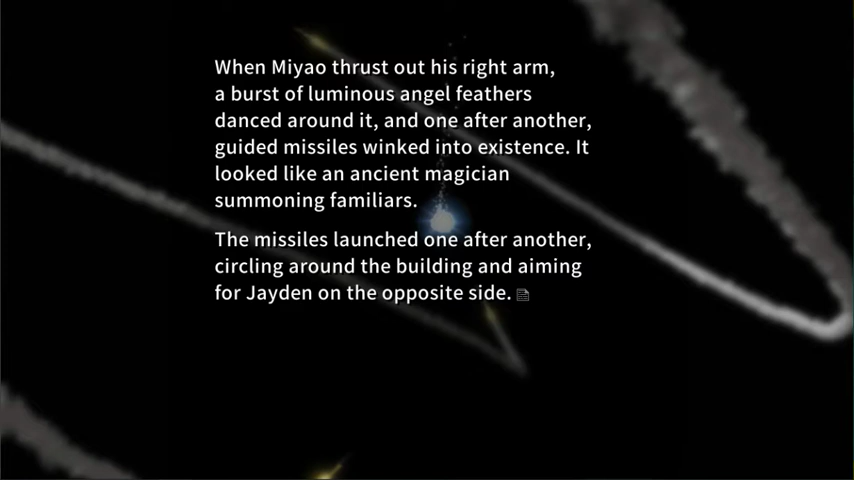 When Miyao thrust out his right arm,
a burst of luminous angel feathers
danced around it, and one after another,
guided missiles winked into existence. It
looked like an ancient magician
summoning familiars.
The missiles launched one after another,
circling around the building and aiming
for Jayden on the opposite side.